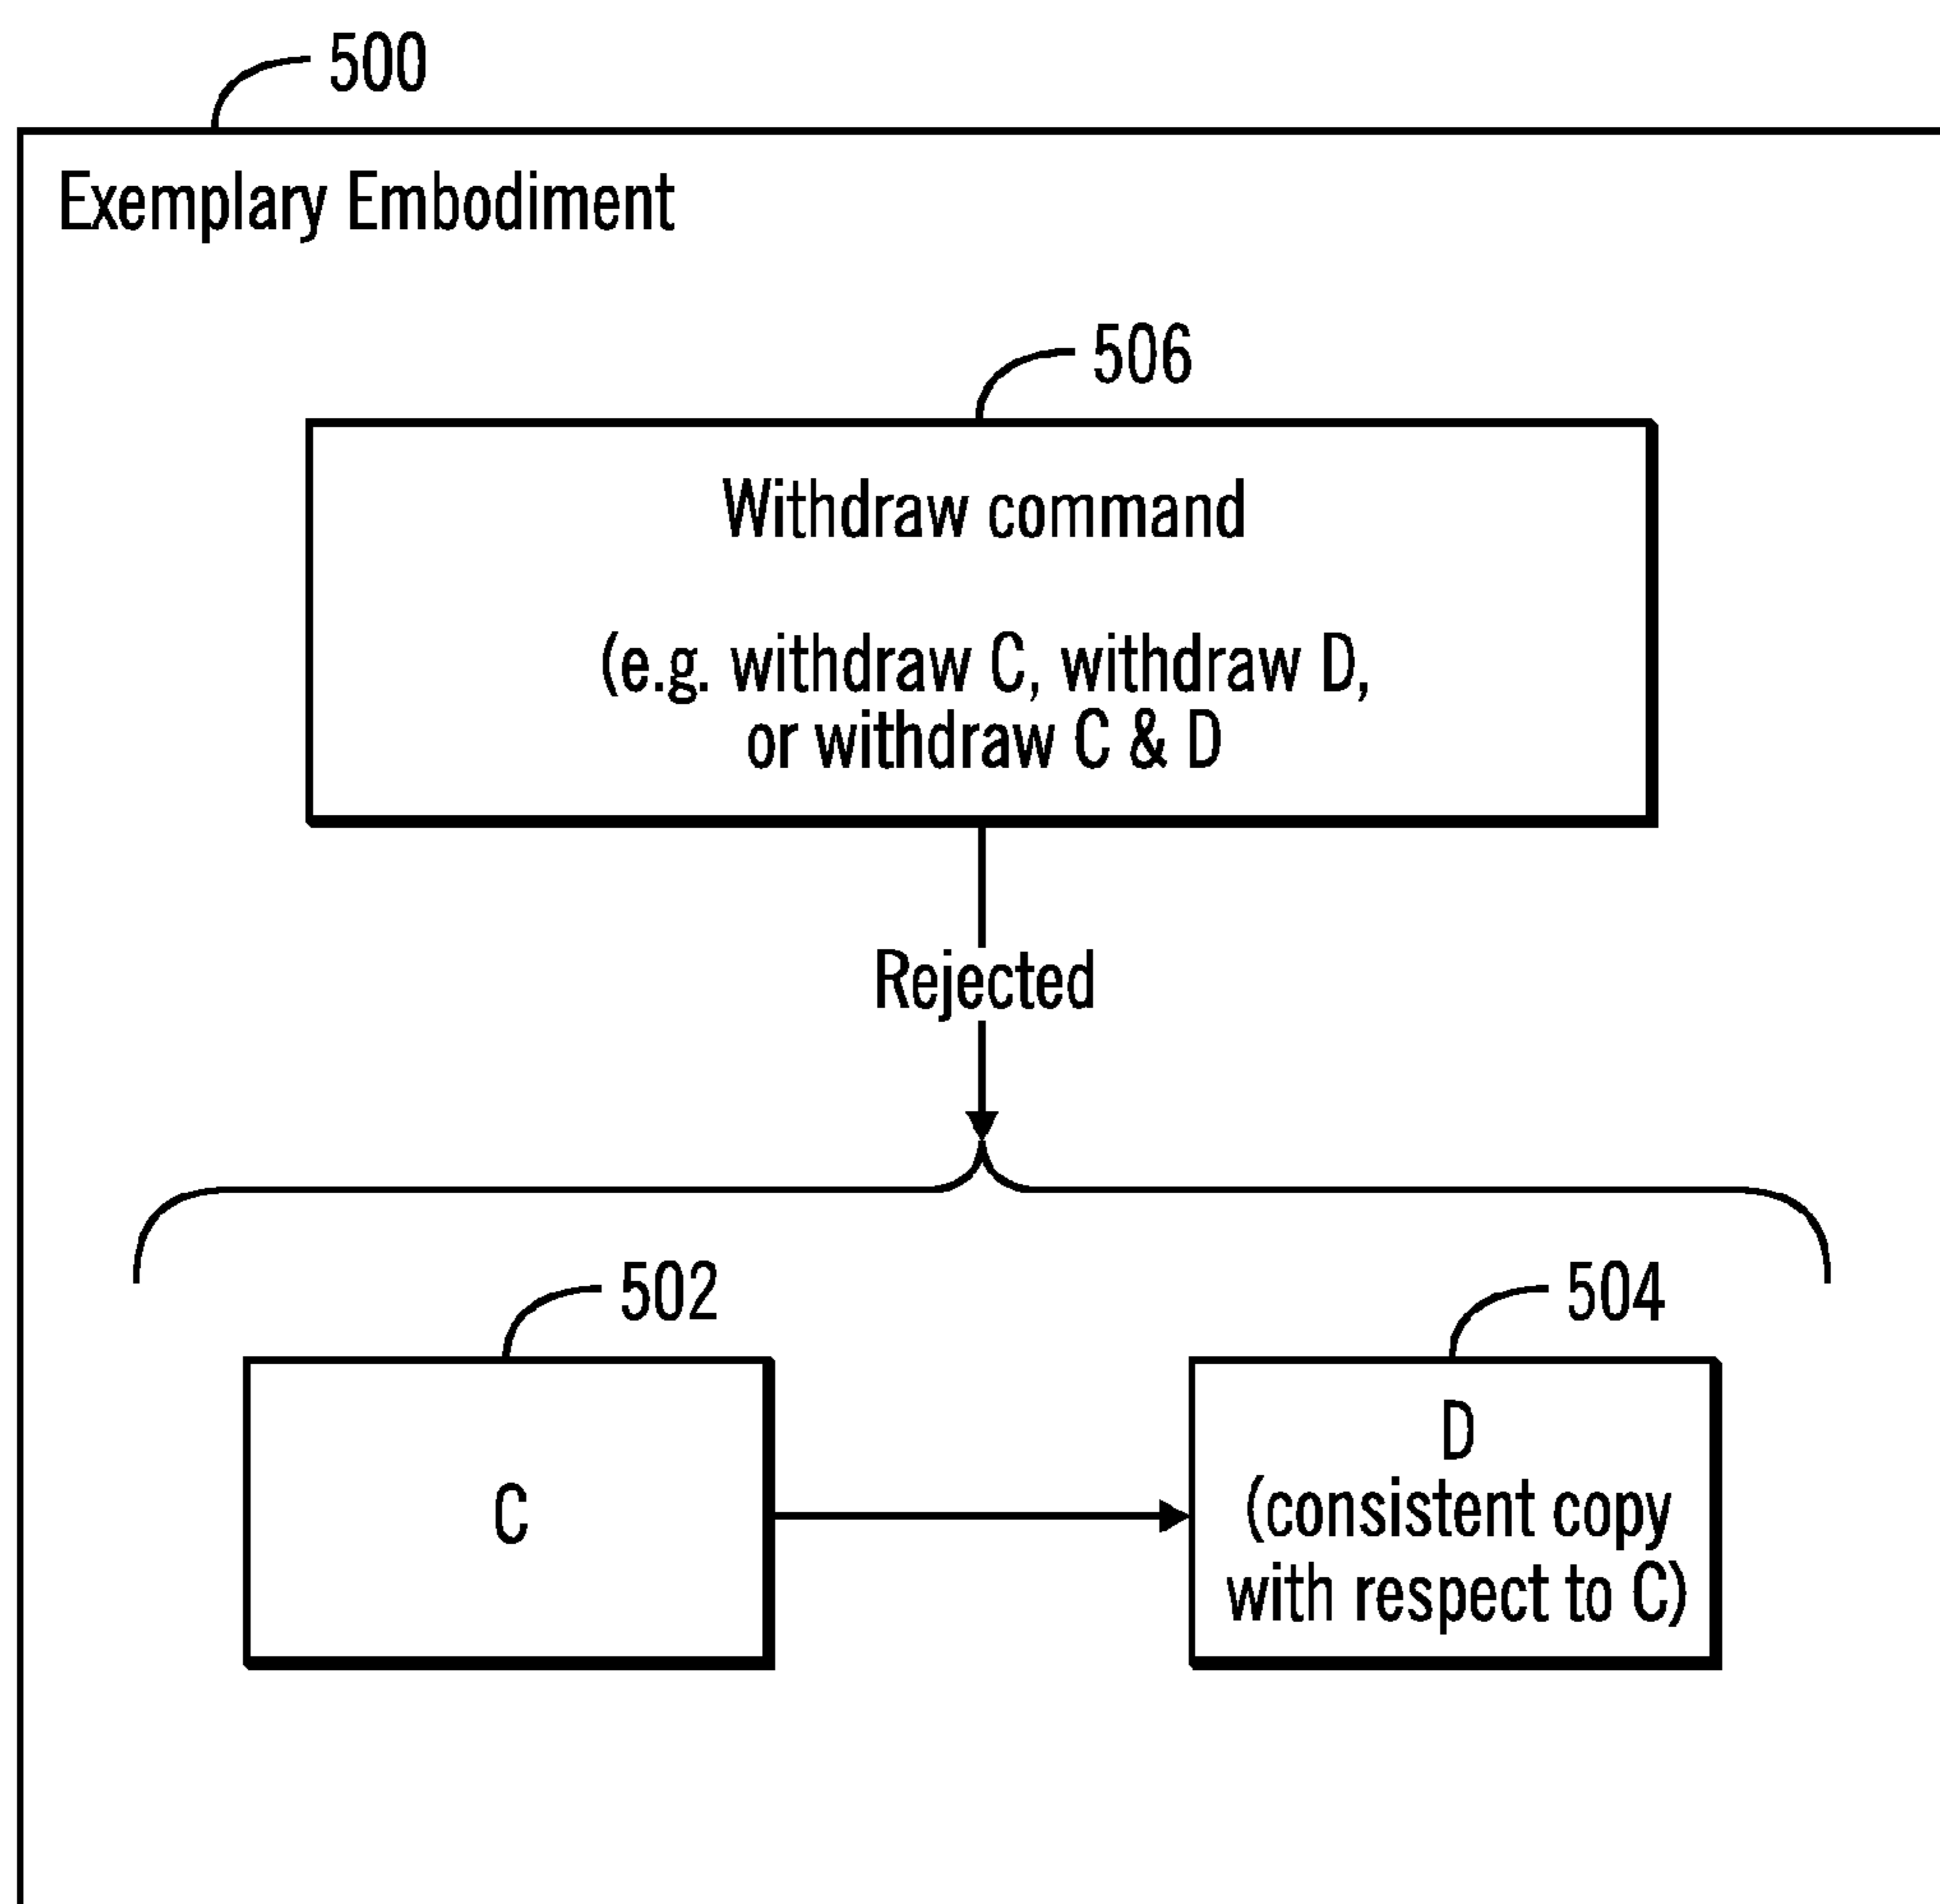 500
Exemplary Embodiment
506
Withdraw command
(e.g. withdraw C, withdraw D,
or withdraw C & D
Rejected
502
504
C
D
(consistent copy
with respect to C)